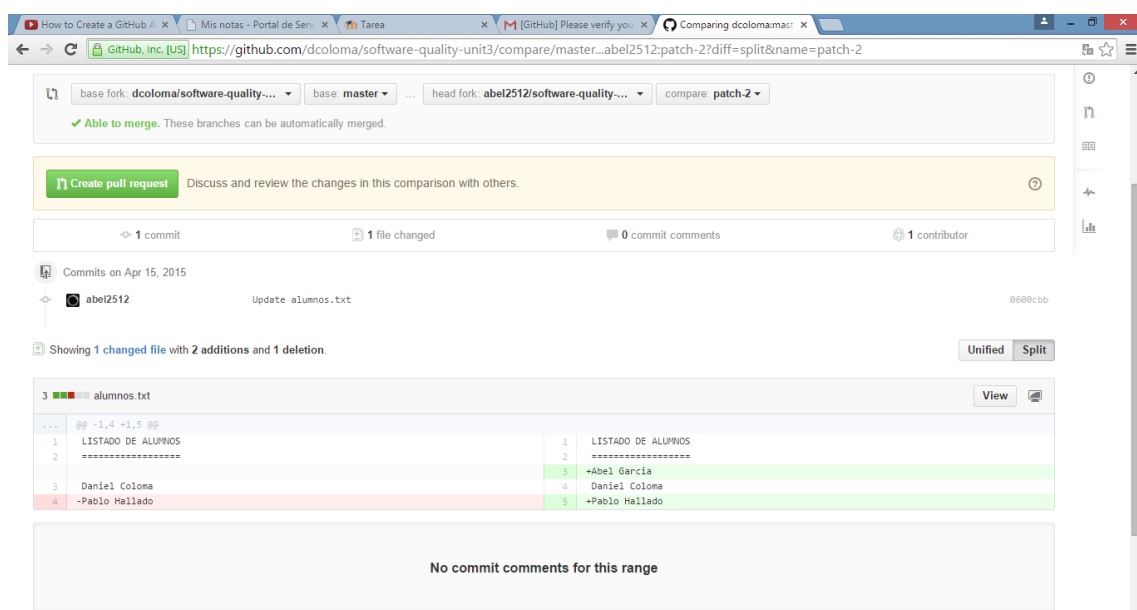 How to Create a GitHub A
Mis notas - Portal de Serv
Tarea
[GitHub] Please verify you
Comparing dcoloma:mast
GitHub, Inc. [US] https://github.com/dcoloma/software-quality-unit3/compare/master...abel2512:patch-2?diff=split&name=patch-2
base fork: dcoloma/software-quality-... base: master ... head fork: abel2512/software-quality-... compare: patch-2
Able to merge. These branches can be automatically merged.
Create pull request Discuss and review the changes in this comparison with others.
1 commit 1 file changed 0 commit comments 1 contributor
Commits on Apr 15, 2015
abel2512 Update alumnos.txt 0600cbb
Showing 1 changed file with 2 additions and 1 deletion. Unified Split
3 alumnos.txt View
... @@ -1,4 +1,5 @@
1 LISTADO DE ALUMNOS 1 LISTADO DE ALUMNOS
2 ================== 2 ==================
3 +Abel Garcia
3 Daniel Coloma 4 Daniel Coloma
4 -Pablo Hallado 5 +Pablo Hallado
No commit comments for this range